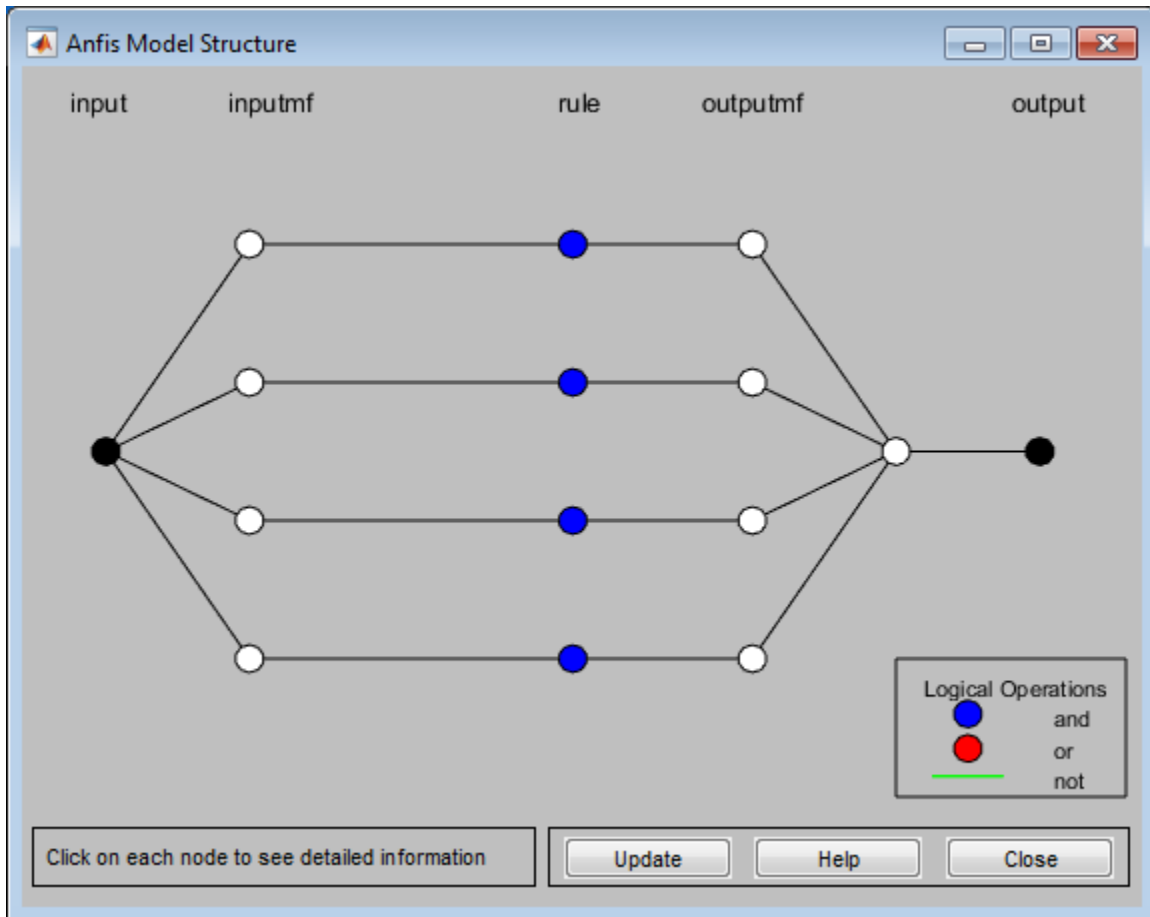 Anfis Model Structure
input inputmf rule outputmf output
Logical Operations
and
or
not
Click on each node to see detailed information
Update Help Close